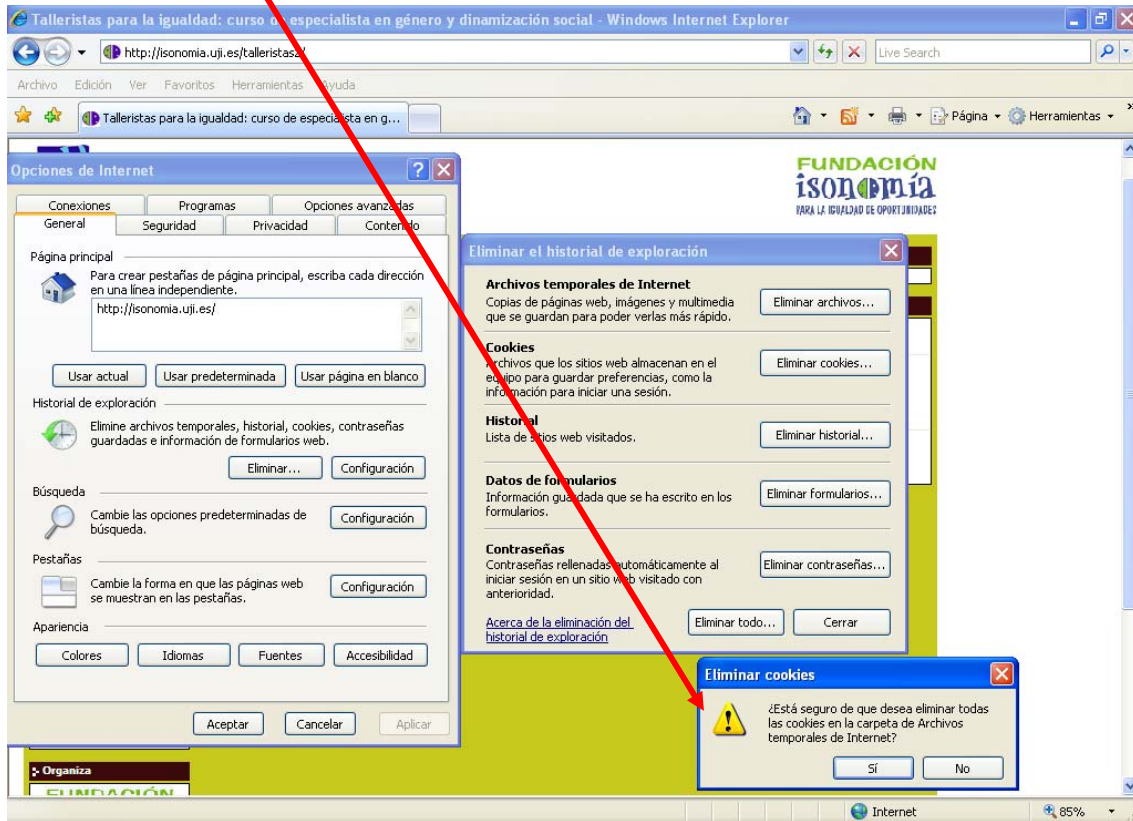 Talleristas para la igualdad: curso de especialista en género y dinamización social - Windows Internet Explorer
http://isonomia.uji.es/talleristas2/
Live Search
Archivo Edición Ver Favoritos Herramientas Ayuda
Talleristas para la igualdad: curso de especialista en g...
Página
Herramientas
FUNDACIÓN
isonomía
PARA LA IGUALDAD DE OPORTUNIDADES
Opciones de Internet
Conexiones Programas Opciones avanzadas
General Seguridad Privacidad Contenido
Página principal
Para crear pestañas de página principal, escriba cada dirección
en una línea independiente.
http://isonomia.uji.es/
Usar actual Usar predeterminada Usar página en blanco
Historial de exploración
Elimine archivos temporales, historial, cookies, contraseñas
guardadas e información de formularios web.
Eliminar... Configuración
Búsqueda
Cambie las opciones predeterminadas de
búsqueda.
Configuración
Pestañas
Cambie la forma en que las páginas web
se muestran en las pestañas.
Configuración
Apariencia
Colores Idiomas Fuentes Accesibilidad
Aceptar Cancelar Aplicar
Eliminar el historial de exploración
Archivos temporales de Internet
Copias de páginas web, imágenes y multimedia
que se guardan para poder verlas más rápido.
Eliminar archivos...
Cookies
Archivos que los sitios web almacenan en el
equipo para guardar preferencias, como la
información para iniciar una sesión.
Eliminar cookies...
Historial
Lista de sitios web visitados.
Eliminar historial...
Datos de formularios
Información guardada que se ha escrito en los
formularios.
Eliminar formularios...
Contraseñas
Contraseñas rellenadas automáticamente al
iniciar sesión en un sitio web visitado con
anterioridad.
Eliminar contraseñas...
Acerca de la eliminación del
historial de exploración
Eliminar todo... Cerrar
Eliminar cookies
¿Está seguro de que desea eliminar todas
las cookies en la carpeta de Archivos
temporales de Internet?
Sí No
Organiza
FUNDACIÓN
Internet
85%